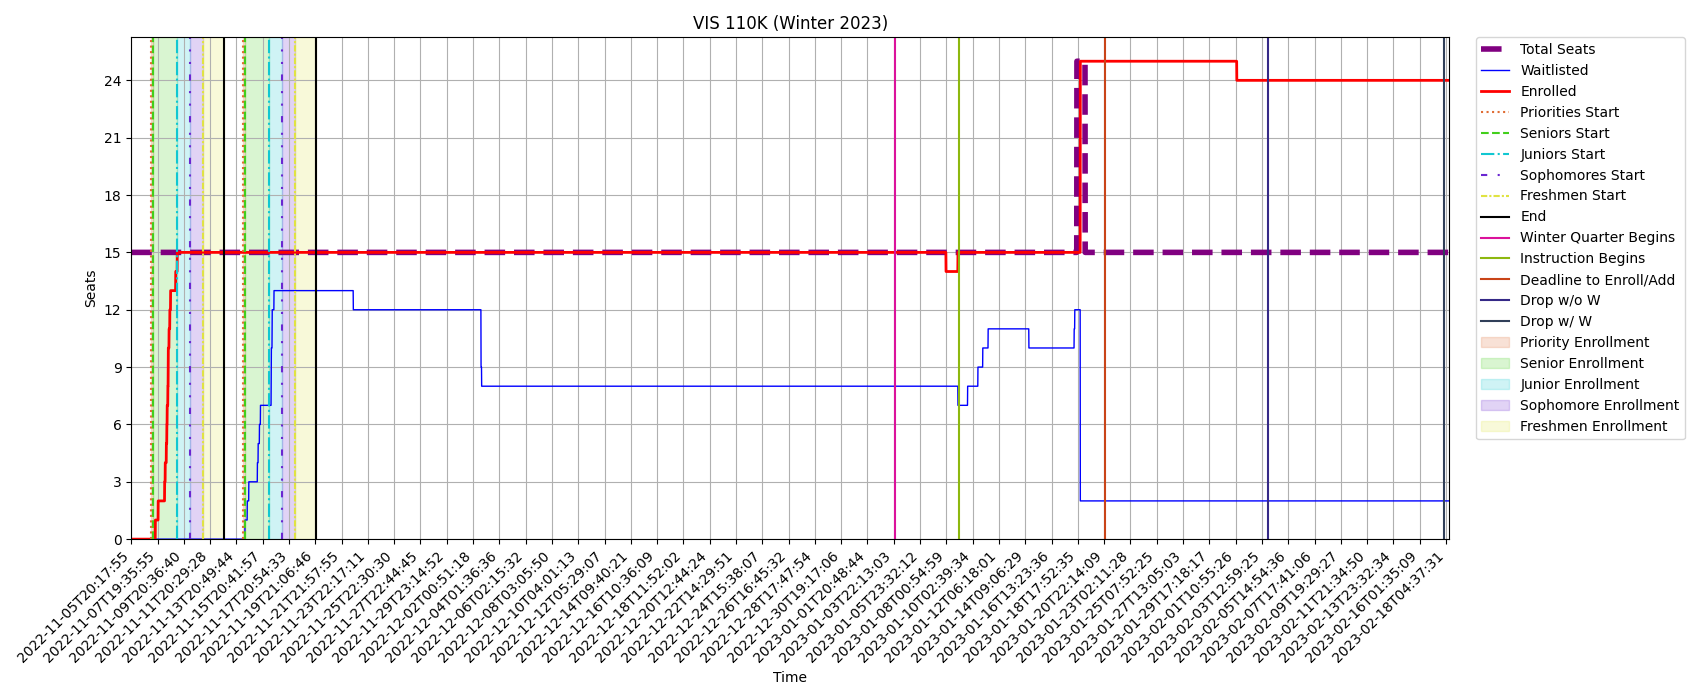 VIS 110K (Winter 2023)
Seats
24
21
18
15
12
9
6
3
0
2022-11-05T20:17:55
2022-11-07T19:35:55
2022-11-09T20:36:40
2022-11-11T20:29:28
2022-11-13T20:49:44
2022-11-15T20:41:57
2022-11-17T20:54:33
2022-11-19T21:06:46
2022-11-21T21:57:55
2022-11-23T22:17:11
2022-11-25T22:30:30
2022-11-27T22:44:45
2022-11-29T23:14:52
2022-12-02T00:51:18
2022-12-04T01:36:36
2022-12-06T02:15:32
2022-12-08T03:05:50
2022-12-10T04:01:13
2022-12-12T05:29:07
2022-12-14T09:40:21
2022-12-16T10:36:09
2022-12-18T11:52:02
2022-12-20T12:44:24
2022-12-22T14:29:51
2022-12-24T15:38:07
2022-12-26T16:45:32
2022-12-28T17:47:54
2022-12-30T19:17:06
2023-01-01T20:48:44
2023-01-03T22:13:03
2023-01-05T23:32:12
2023-01-08T00:54:59
2023-01-10T02:39:34
2023-01-12T06:18:01
2023-01-14T09:06:29
2023-01-16T13:23:36
2023-01-18T17:52:35
2023-01-20T22:14:09
2023-01-23T02:11:28
2023-01-25T07:52:25
2023-01-27T13:05:03
2023-01-29T17:18:17
2023-02-01T10:55:26
2023-02-03T12:59:25
2023-02-05T14:54:36
2023-02-07T17:41:06
2023-02-09T19:29:27
2023-02-11T21:34:50
2023-02-13T23:32:34
2023-02-16T01:35:09
2023-02-18T04:37:31
Time
Total Seats
Waitlisted
Enrolled
Priorities Start
Seniors Start
Juniors Start
Sophomores Start
Freshmen Start
End
Winter Quarter Begins
Instruction Begins
Deadline to Enroll/Add
Drop w/o W
Drop w/ W
Priority Enrollment
Senior Enrollment
Junior Enrollment
Sophomore Enrollment
Freshmen Enrollment